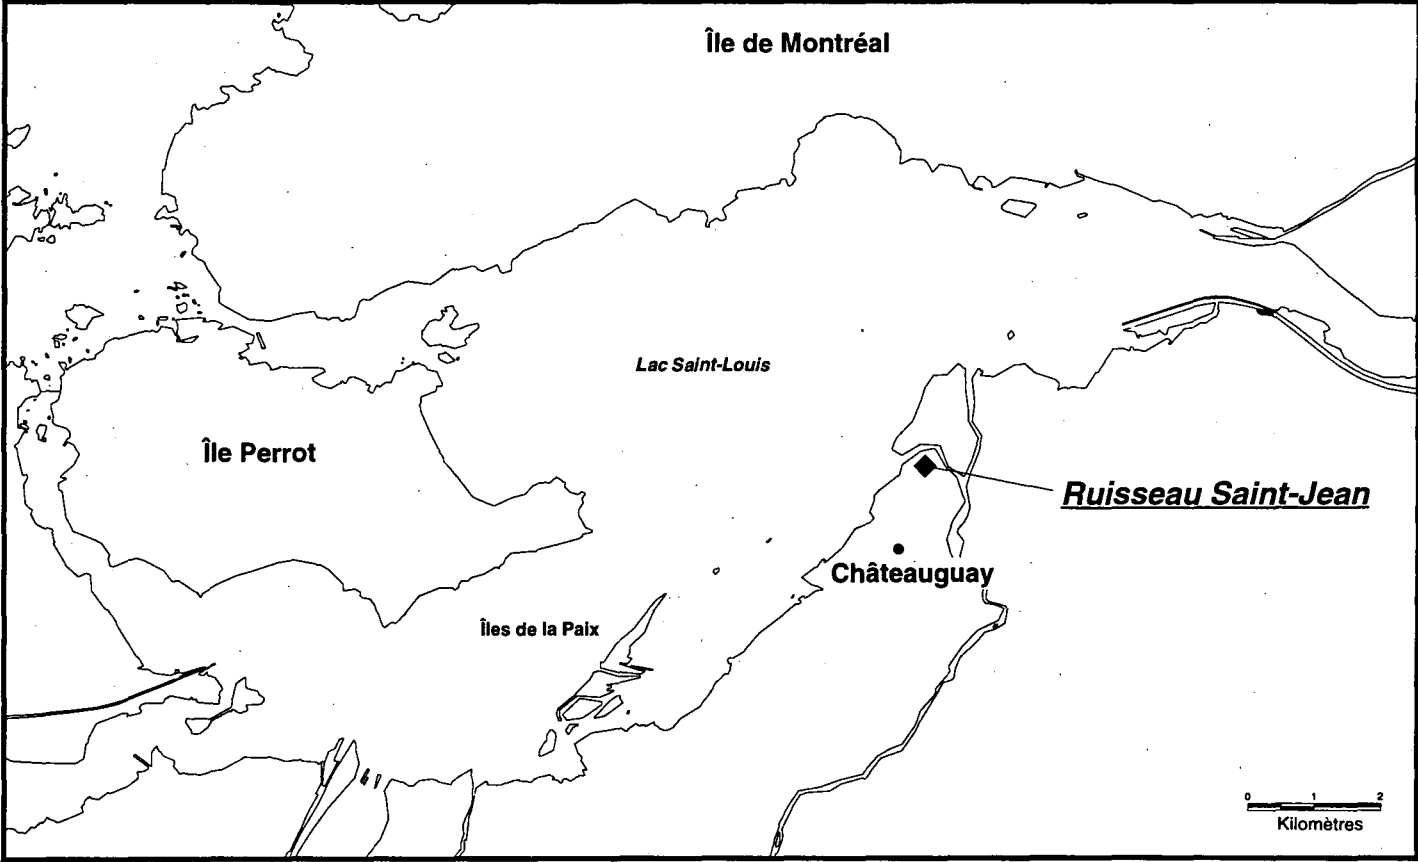 Île de Montréal
Lac Saint-Louis
Île Perrot
Ruisseau Saint-Jean
Châteauguay
Îles de la Paix
0 1 2
Kilomètres